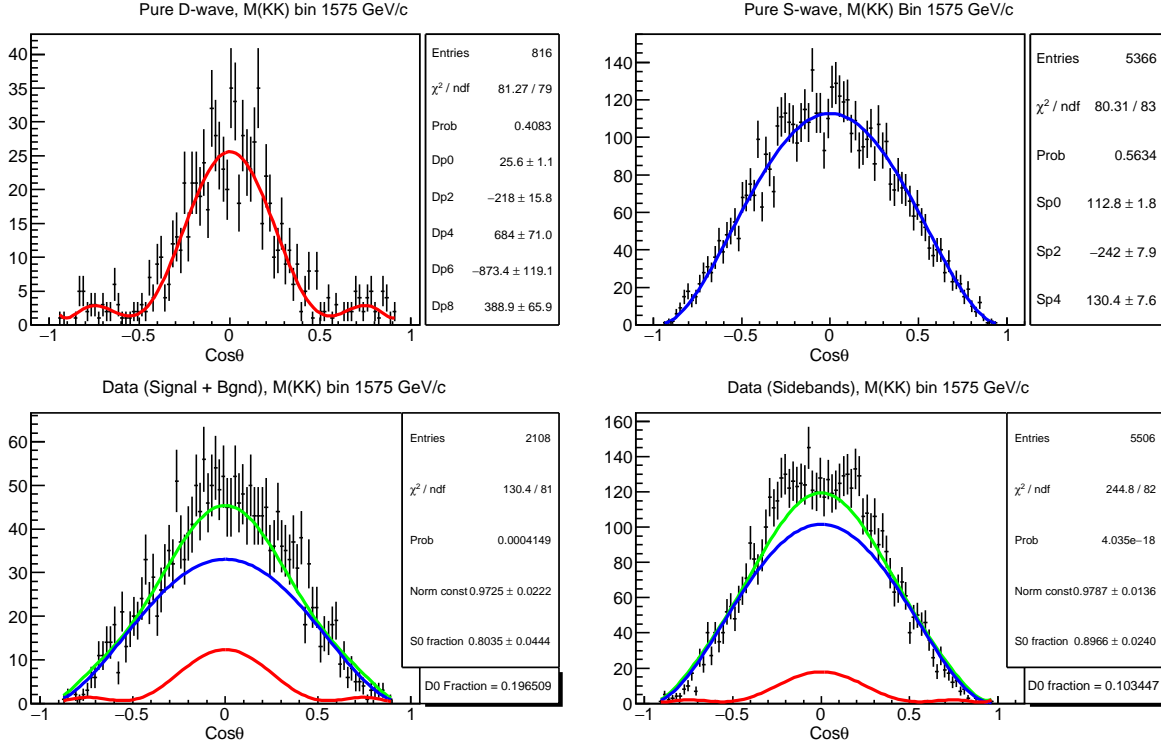 Pure D-wave, M(KK) bin 1575 GeV/c
40
35
30
25
20
15
10
5
0
−1
−0.5
0
0.5
1
Cosθ
Entries 816
χ² / ndf 81.27 / 79
Prob 0.4083
Dp0 25.6 ± 1.1
Dp2 −218 ± 15.8
Dp4 684 ± 71.0
Dp6 −873.4 ± 119.1
Dp8 388.9 ± 65.9
Pure S-wave, M(KK) Bin 1575 GeV/c
140
120
100
80
60
40
20
0
−1
−0.5
0
0.5
1
Cosθ
Entries 5366
χ² / ndf 80.31 / 83
Prob 0.5634
Sp0 112.8 ± 1.8
Sp2 −242 ± 7.9
Sp4 130.4 ± 7.6
Data (Signal + Bgnd), M(KK) bin 1575 GeV/c
60
50
40
30
20
10
0
−1
−0.5
0
0.5
1
Cosθ
Entries 2108
χ² / ndf 130.4 / 81
Prob 0.0004149
Norm const 0.9725 ± 0.0222
S0 fraction 0.8035 ± 0.0444
D0 Fraction = 0.196509
Data (Sidebands), M(KK) bin 1575 GeV/c
160
140
120
100
80
60
40
20
0
−1
−0.5
0
0.5
1
Cosθ
Entries 5506
χ² / ndf 244.8 / 82
Prob 4.035e−18
Norm const 0.9787 ± 0.0136
S0 fraction 0.8966 ± 0.0240
D0 fraction = 0.103447